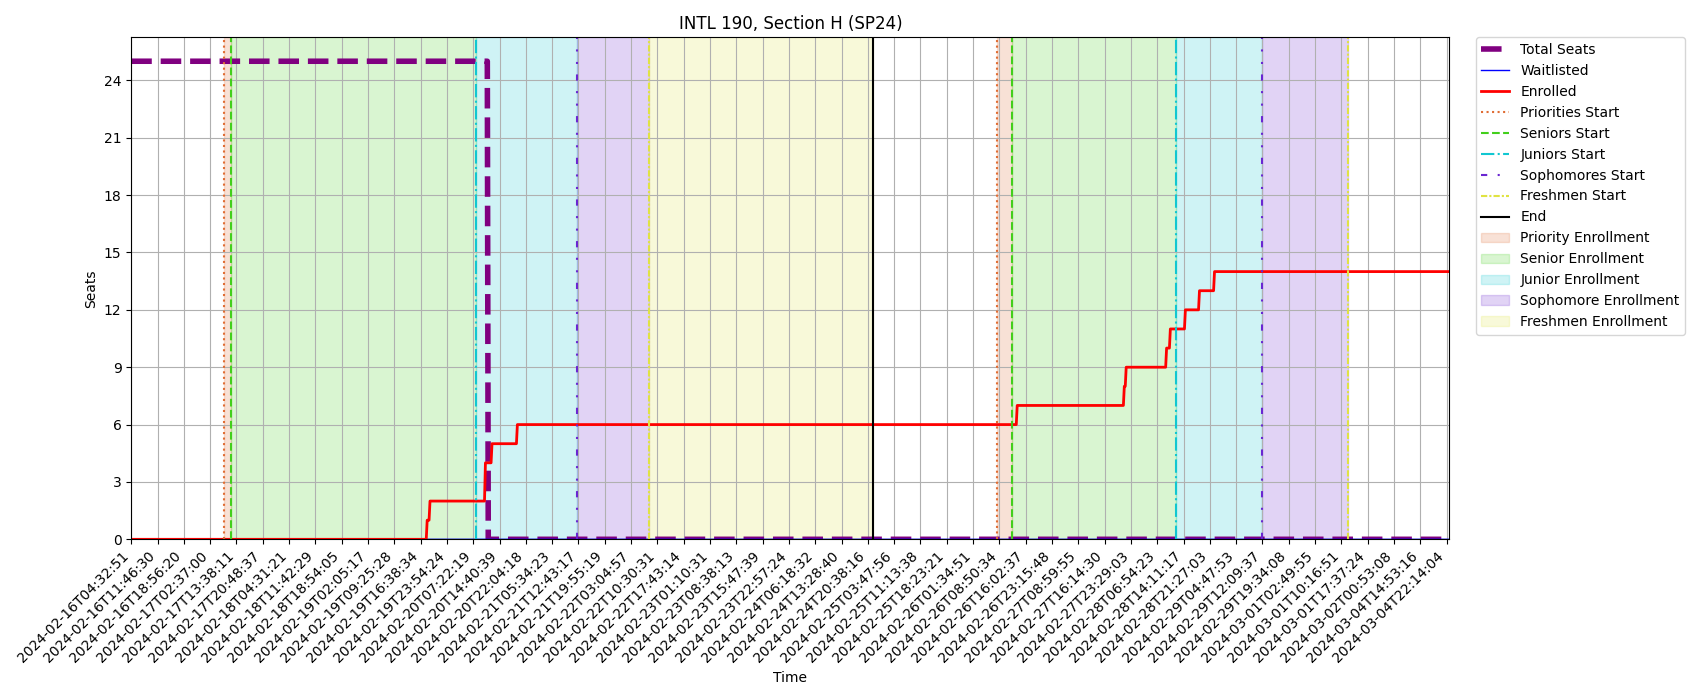 INTL 190, Section H (SP24)
Seats
24
21
18
15
12
9
6
3
0
2024-02-16T04:32:51
2024-02-16T11:46:30
2024-02-16T18:56:20
2024-02-17T02:37:00
2024-02-17T13:38:11
2024-02-17T20:48:37
2024-02-18T04:31:21
2024-02-18T11:42:29
2024-02-18T18:54:05
2024-02-19T02:05:17
2024-02-19T09:25:28
2024-02-19T16:38:34
2024-02-19T23:54:24
2024-02-20T07:22:19
2024-02-20T14:40:39
2024-02-20T22:04:18
2024-02-21T05:34:23
2024-02-21T12:43:17
2024-02-21T19:55:19
2024-02-22T03:04:57
2024-02-22T10:30:31
2024-02-22T17:43:14
2024-02-23T01:10:31
2024-02-23T08:38:13
2024-02-23T15:47:39
2024-02-23T22:57:24
2024-02-24T06:18:32
2024-02-24T13:28:40
2024-02-24T20:38:16
2024-02-25T03:47:56
2024-02-25T11:13:38
2024-02-25T18:23:21
2024-02-26T01:34:51
2024-02-26T08:50:34
2024-02-26T16:02:37
2024-02-26T23:15:48
2024-02-27T08:59:55
2024-02-27T16:14:30
2024-02-27T23:29:03
2024-02-28T06:54:23
2024-02-28T14:11:17
2024-02-28T21:27:03
2024-02-29T04:47:53
2024-02-29T12:09:37
2024-02-29T19:34:08
2024-03-01T02:49:55
2024-03-01T10:16:51
2024-03-01T17:37:24
2024-03-02T00:53:08
2024-03-04T14:53:16
2024-03-04T22:14:04
Time
Total Seats
Waitlisted
Enrolled
Priorities Start
Seniors Start
Juniors Start
Sophomores Start
Freshmen Start
End
Priority Enrollment
Senior Enrollment
Junior Enrollment
Sophomore Enrollment
Freshmen Enrollment